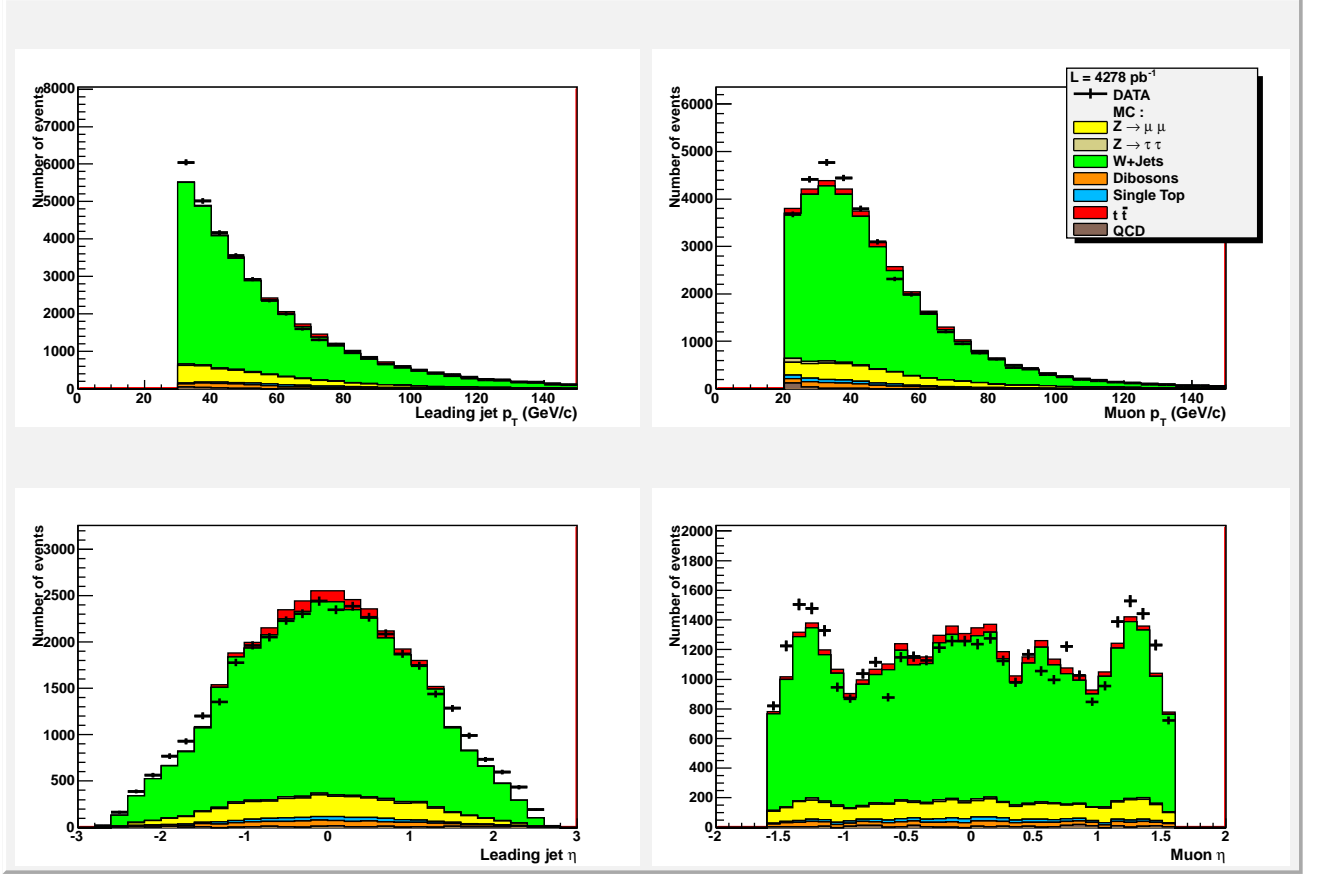 Number of events
8000
7000
6000
5000
4000
3000
2000
1000
0
0 20 40 60 80 100 120 140
Leading jet p_T (GeV/c)
Number of events
6000
5000
4000
3000
2000
1000
0
0 20 40 60 80 100 120 140
Muon p_T (GeV/c)
L = 4278 pb⁻¹
DATA
MC :
Z → μ μ
Z → τ τ
W+Jets
Dibosons
Single Top
t t̄
QCD
Number of events
3000
2500
2000
1500
1000
500
0
-3 -2 -1 0 1 2 3
Leading jet η
Number of events
2000
1800
1600
1400
1200
1000
800
600
400
200
0
-2 -1.5 -1 -0.5 0 0.5 1 1.5 2
Muon η